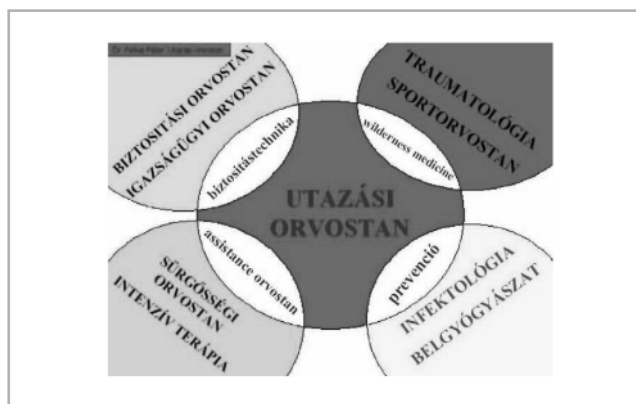 BIZTOSITÁSI ORVOSTAN
IGAZSÁGÜGYI ORVOSTAN
biztosítástechnika
TRAUMATOLÓGIA
SPORTORVOSTAN
wilderness medicine
UTAZÁSI
ORVOSTAN
assistance orvostan
SÜRGŐSSÉGI
ORVOSTAN
INTENZÍV TERÁPIA
prevenció
INFEKTOLÓGIA
BELGYÓGYÁSZAT